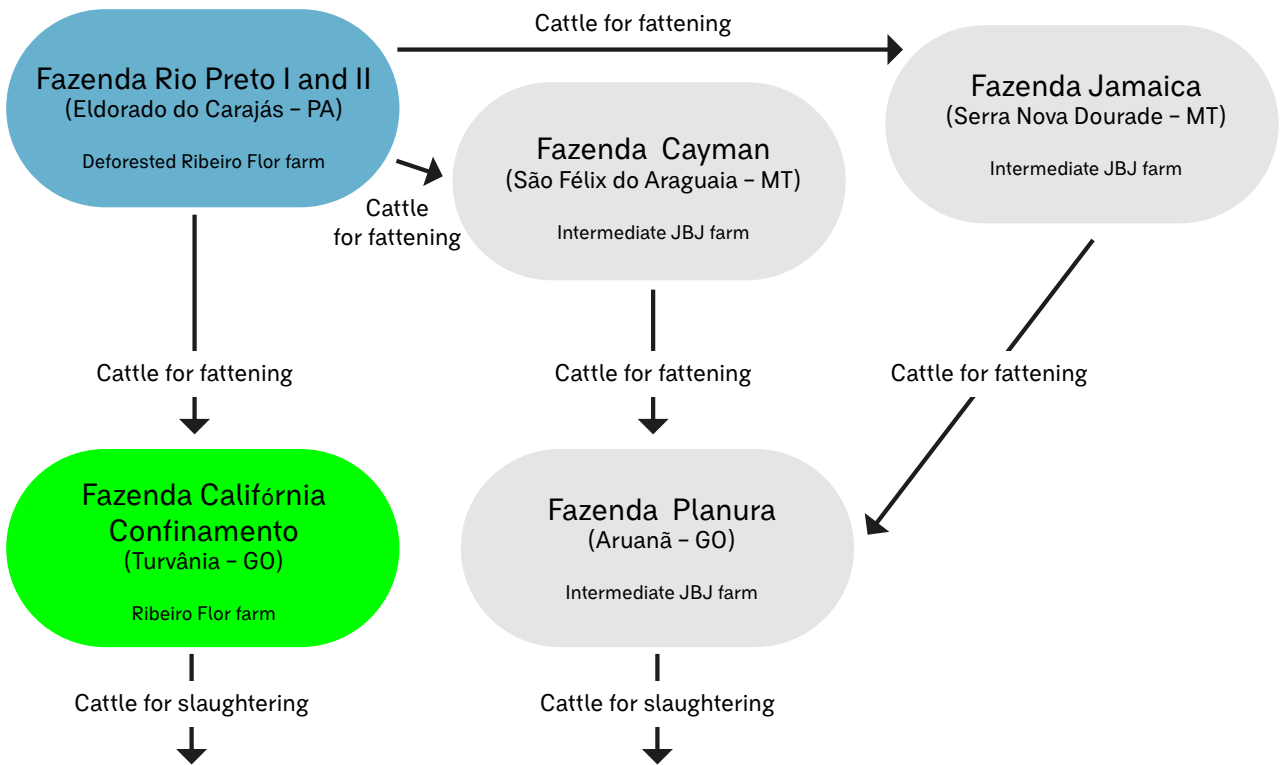 Cattle for fattening
Fazenda Rio Preto I and II
(Eldorado do Carajás – PA)
Deforested Ribeiro Flor farm
Fazenda Jamaica
(Serra Nova Dourade – MT)
Intermediate JBJ farm
Fazenda Cayman
(São Félix do Araguaia – MT)
Intermediate JBJ farm
Cattle
for fattening
Cattle for fattening
Cattle for fattening
Cattle for fattening
Fazenda Califórnia
Confinamento
(Turvânia – GO)
Ribeiro Flor farm
Fazenda Planura
(Aruanã – GO)
Intermediate JBJ farm
Cattle for slaughtering
Cattle for slaughtering